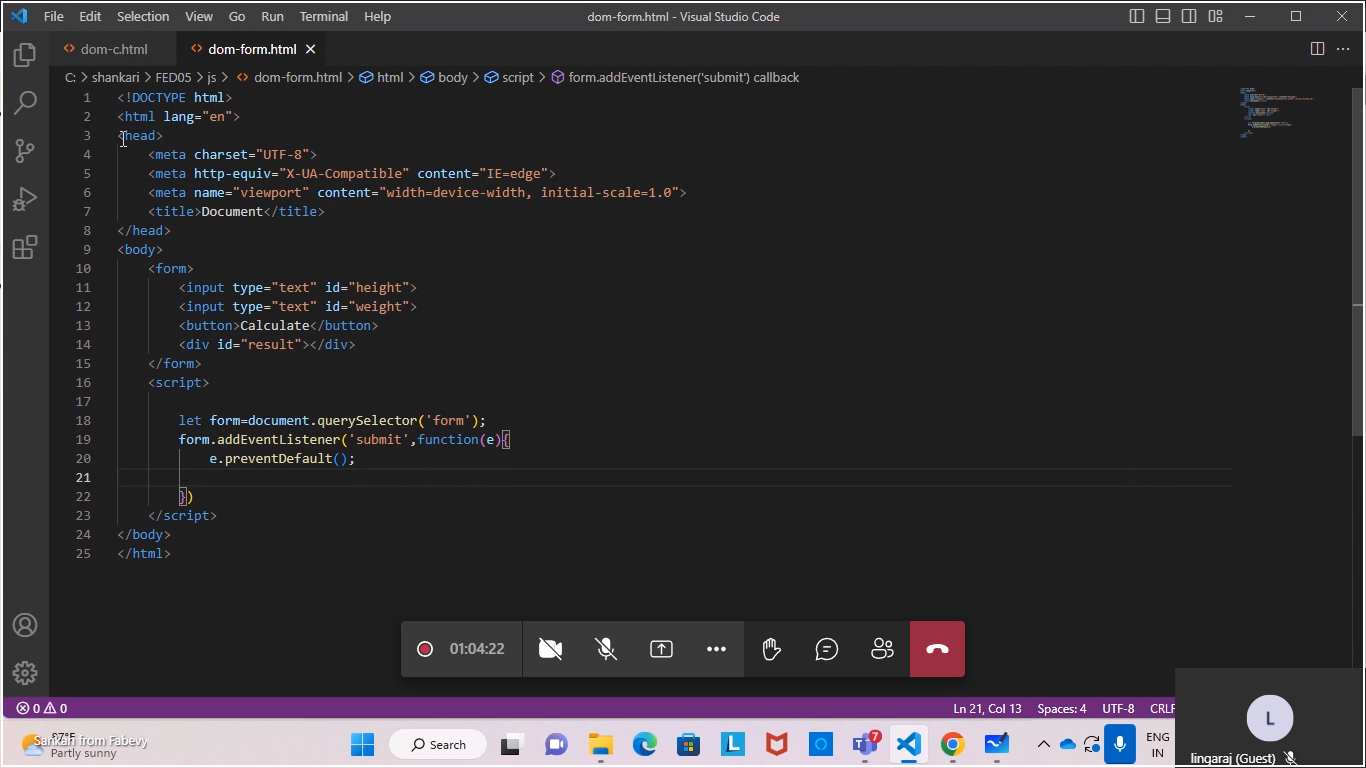 File Edit Selection View Go Run Terminal Help dom-form.html - Visual Studio Code
dom-c.html dom-form.html
C: > shankari > FED05 > js > dom-form.html > html > body > script > form.addEventListener('submit') callback
1 <!DOCTYPE html>
2 <html lang="en">
3 <head>
4 <meta charset="UTF-8">
5 <meta http-equiv="X-UA-Compatible" content="IE=edge">
6 <meta name="viewport" content="width=device-width, initial-scale=1.0">
7 <title>Document</title>
8 </head>
9 <body>
10 <form>
11 <input type="text" id="height">
12 <input type="text" id="weight">
13 <button>Calculate</button>
14 <div id="result"></div>
15 </form>
16 <script>
17
18 let form=document.querySelector('form');
19 form.addEventListener('submit',function(e){
20 e.preventDefault();
21
22 })
23 </script>
24 </body>
25 </html>
01:04:22
0 0 Ln 21, Col 13 Spaces: 4 UTF-8 CRLF
L
Sankari from Fabevy
Partly sunny
Search
L
7
ENG
IN
lingaraj (Guest)